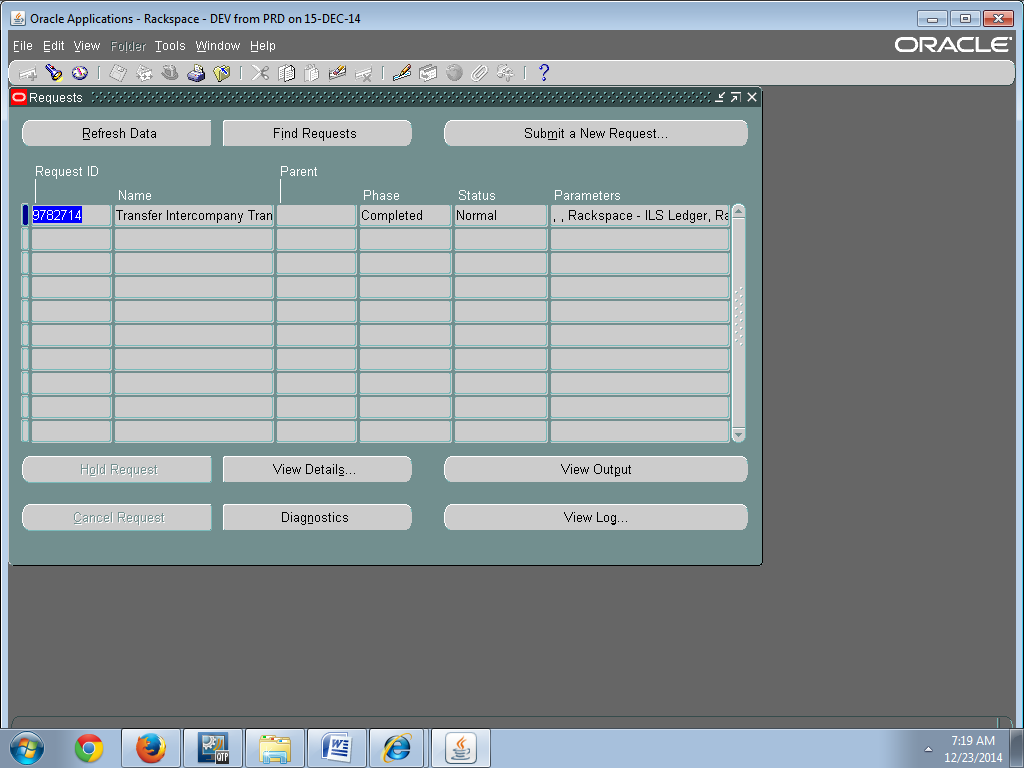 Oracle Applications - Rackspace - DEV from PRD on 15-DEC-14
File Edit View Folder Tools Window Help
ORACLE
Requests
Refresh Data Find Requests Submit a New Request...
Request ID Parent
Name Phase Status Parameters
9782714 Transfer Intercompany Tran Completed Normal , , Rackspace - ILS Ledger, Ra
Hold Request View Details... View Output
Cancel Request Diagnostics View Log...
QTP
7:19 AM
12/23/2014